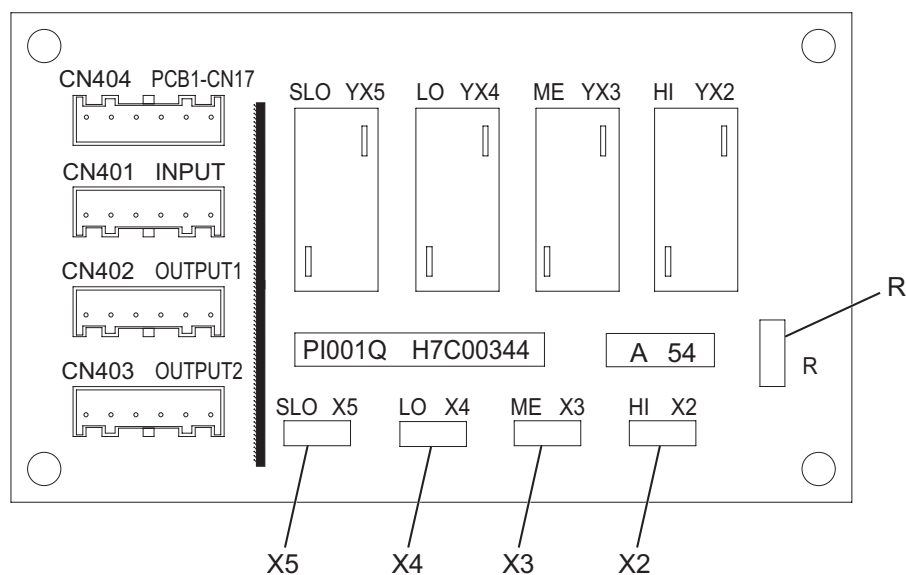 CN404 PCB1-CN17
SLO YX5 LO YX4 ME YX3 HI YX2
CN401 INPUT
CN402 OUTPUT1
R
PI001Q H7C00344 A 54
R
CN403 OUTPUT2
SLO X5 LO X4 ME X3 HI X2
X5 X4 X3 X2